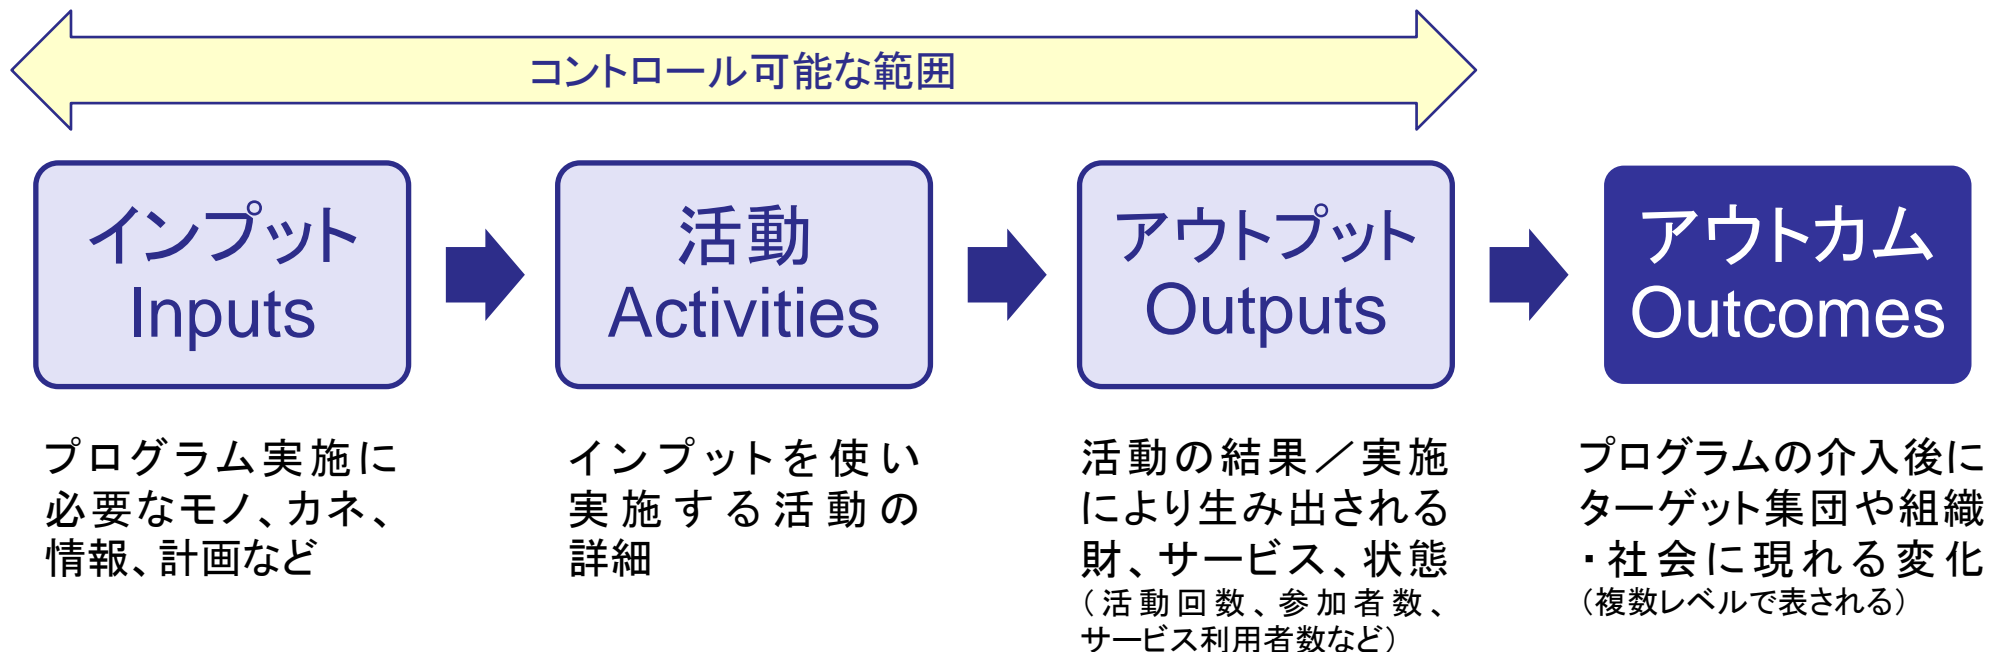 コントロール可能な範囲
インプット
Inputs
活動
Activities
アウトプット
Outputs
アウトカム
Outcomes
プログラム実施に
必要なモノ、カネ、
情報、計画など
インプットを使い
実施する活動の
詳細
活動の結果／実施
により生み出される
財、サービス、状態
（活動回数、参加者数、
サービス利用者数など）
プログラムの介入後に
ターゲット集団や組織
・社会に現れる変化
（複数レベルで表される）